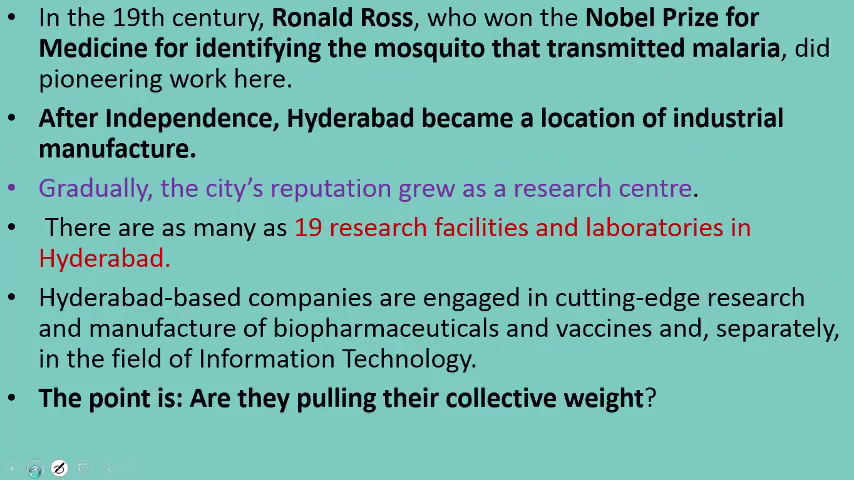 • In the 19th century, Ronald Ross, who won the Nobel Prize for
Medicine for identifying the mosquito that transmitted malaria, did
pioneering work here.
• After Independence, Hyderabad became a location of industrial
manufacture.
• Gradually, the city’s reputation grew as a research centre.
• There are as many as 19 research facilities and laboratories in
Hyderabad.
• Hyderabad-based companies are engaged in cutting-edge research
and manufacture of biopharmaceuticals and vaccines and, separately,
in the field of Information Technology.
• The point is: Are they pulling their collective weight?